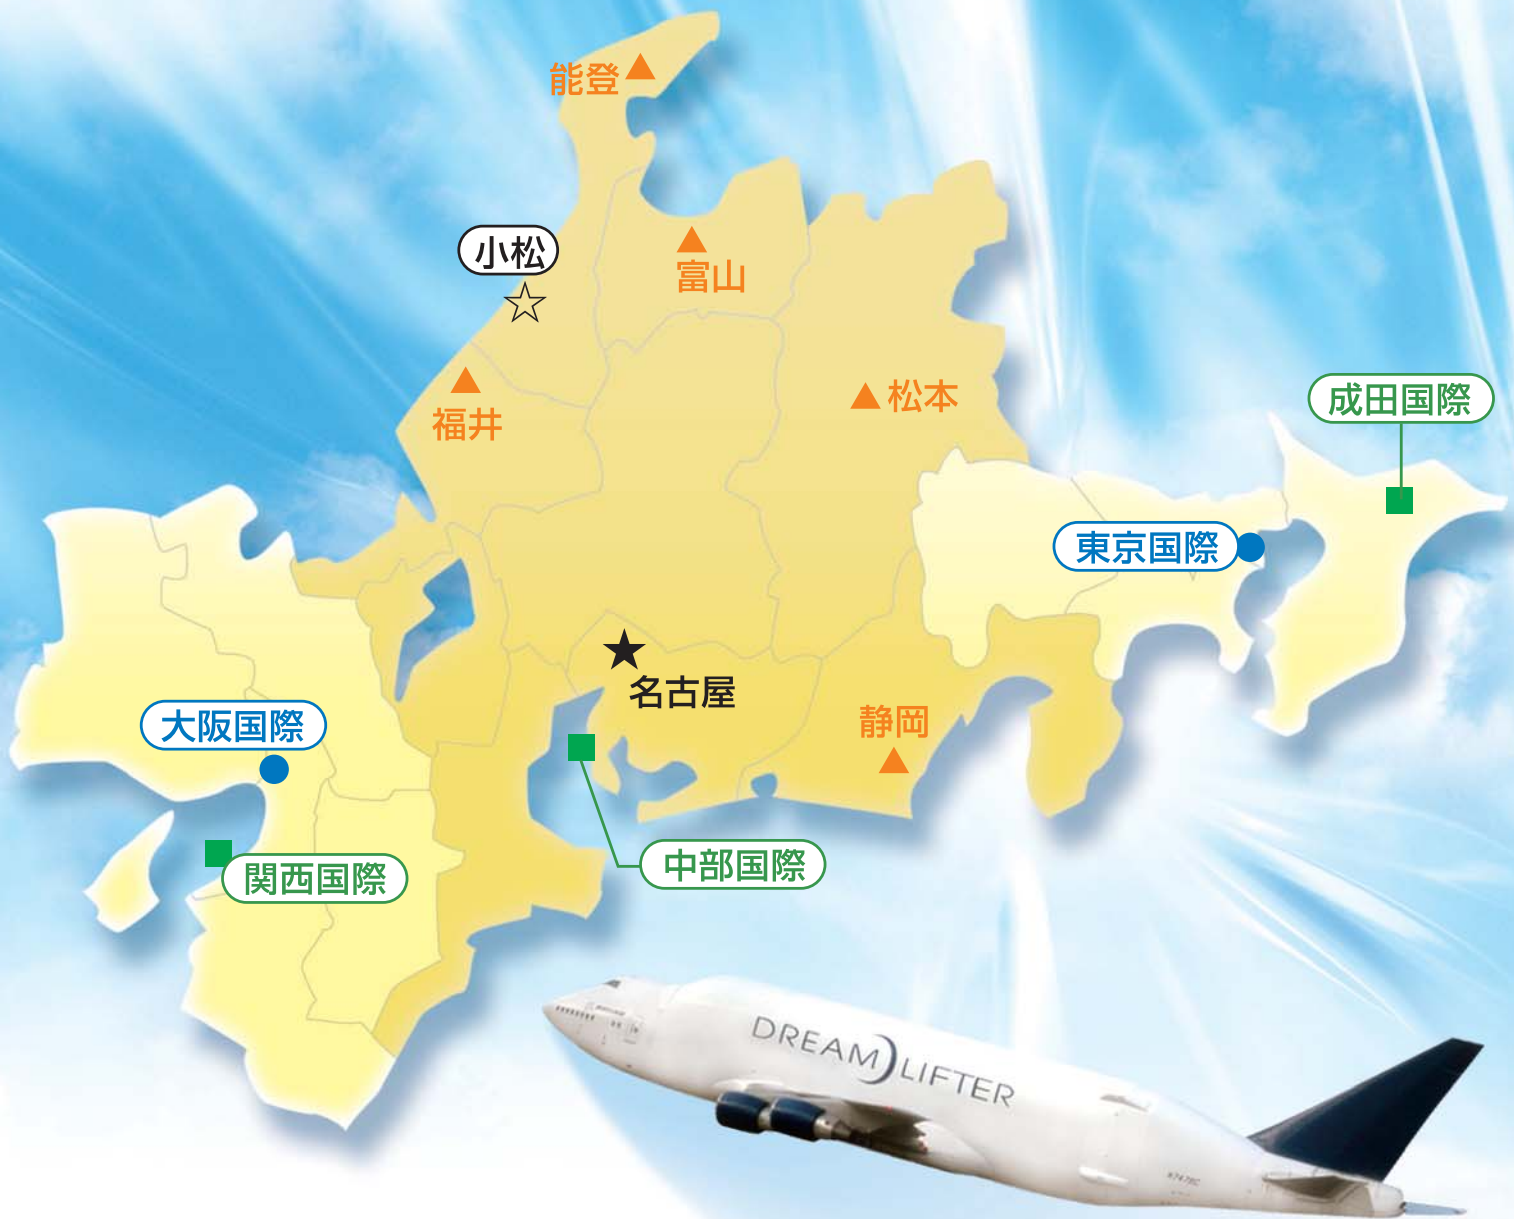 能登
小松
富山
福井
松本
成田国際
東京国際
名古屋
静岡
大阪国際
中部国際
関西国際
DREAM LIFTER